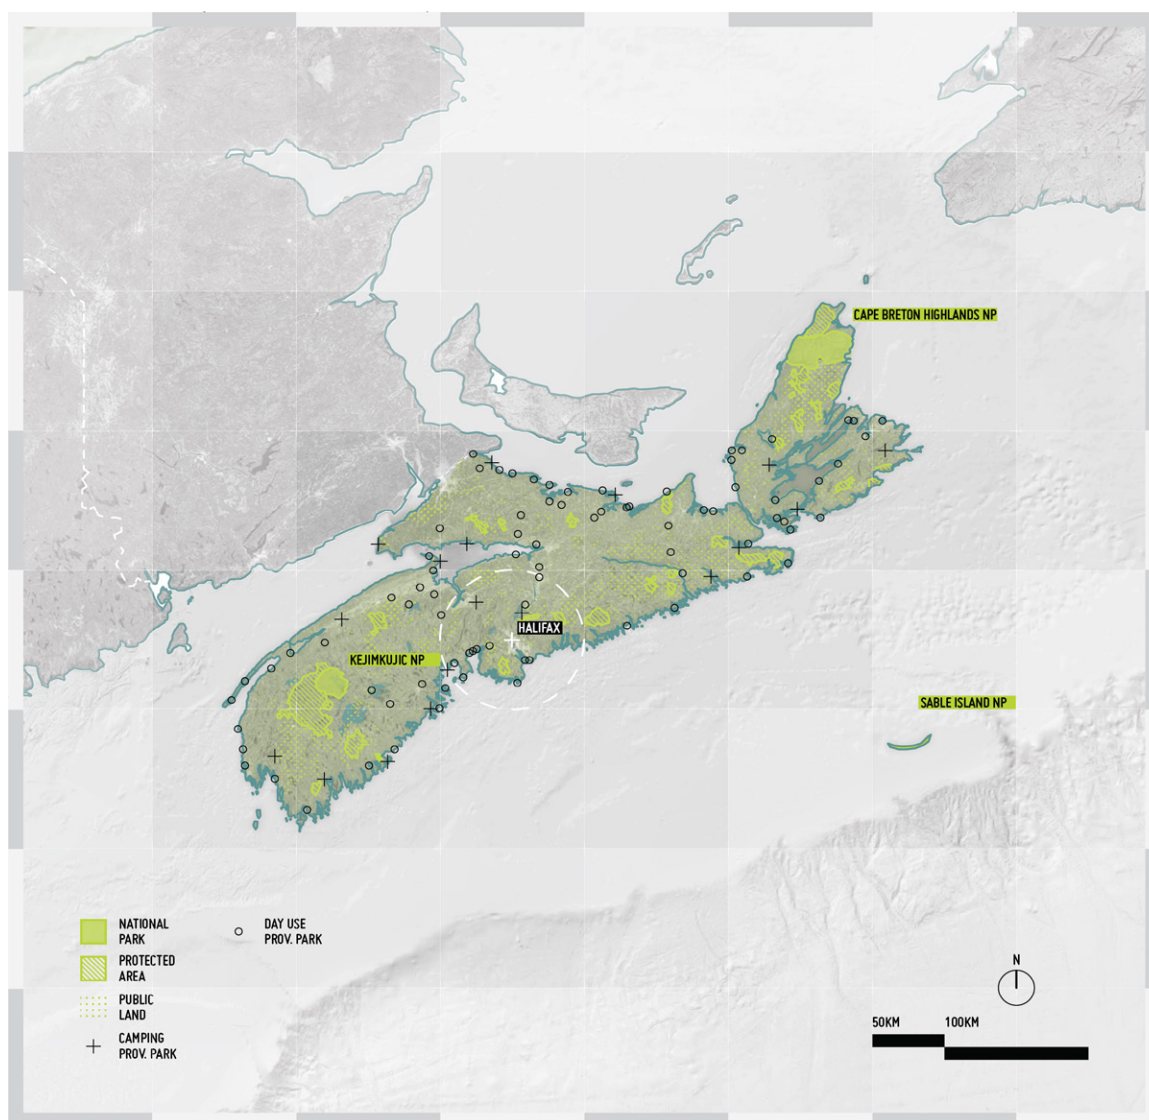 CAPE BRETON HIGHLANDS NP
HALIFAX
KEJIMKUJIC NP
SABLE ISLAND NP
NATIONAL
PARK
DAY USE
PROV. PARK
PROTECTED
AREA
PUBLIC
LAND
CAMPING
PROV. PARK
N
50KM
100KM